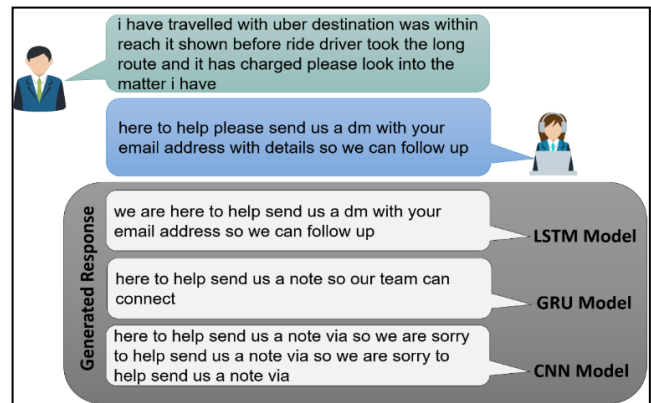 i have travelled with uber destination was within
reach it shown before ride driver took the long
route and it has charged please look into the
matter i have
here to help please send us a dm with your
email address with details so we can follow up
Generated Response
we are here to help send us a dm with your
email address so we can follow up
LSTM Model
here to help send us a note so our team can
connect
GRU Model
here to help send us a note via so we are sorry
to help send us a note via so we are sorry to
help send us a note via
CNN Model